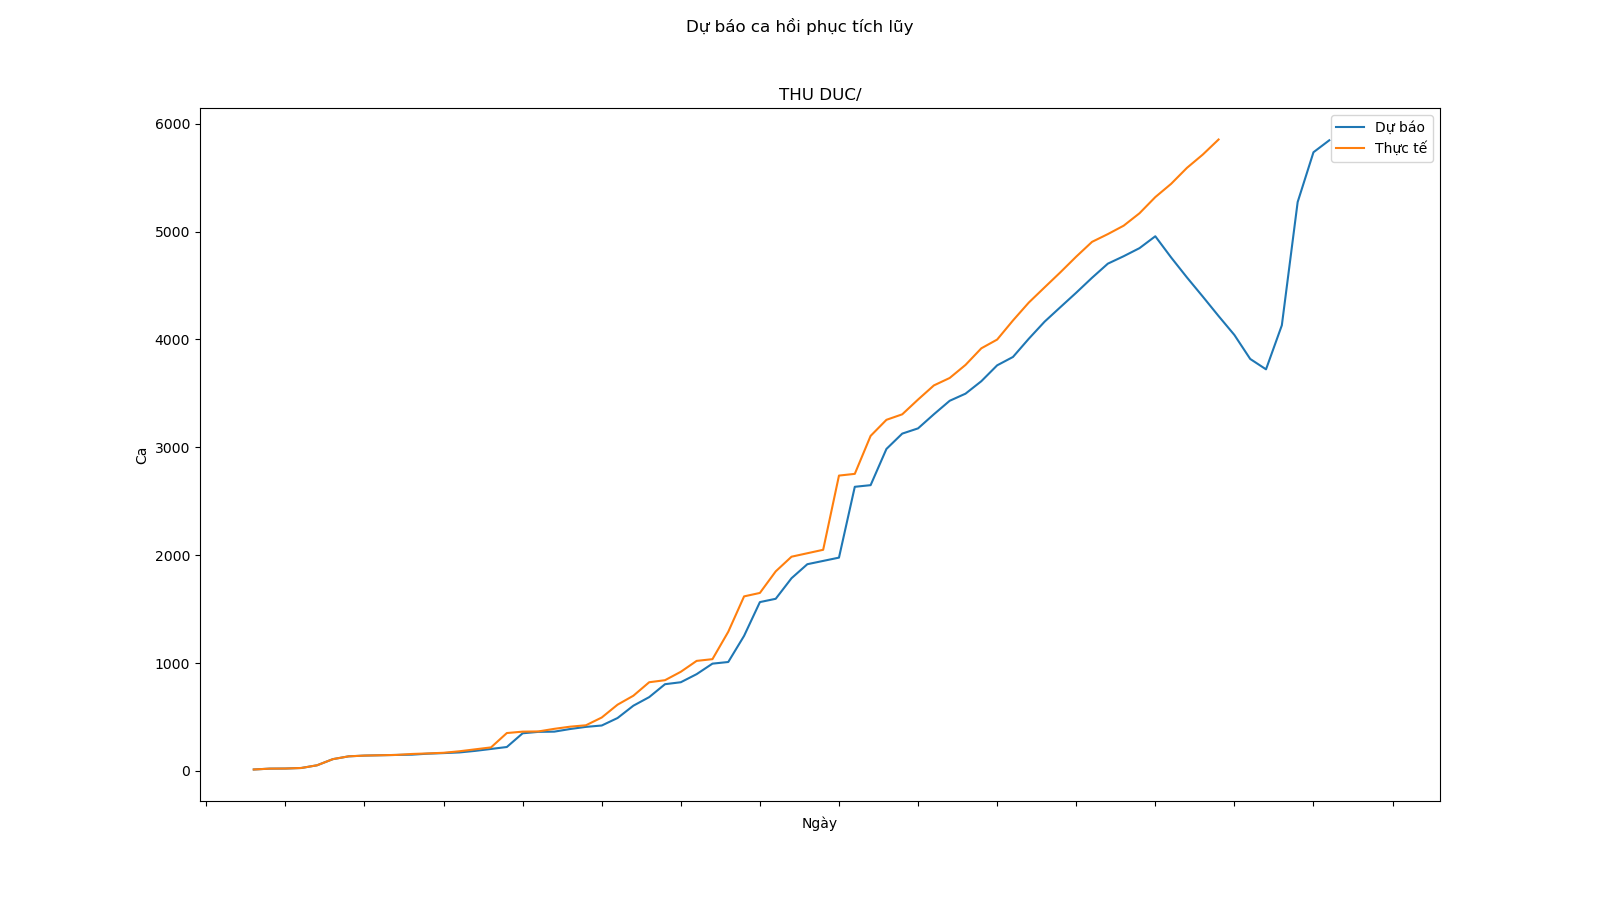 Dự báo ca hồi phục tích lũy
THU DUC/
6000
5000
4000
3000
2000
1000
0
Ca
Dự báo
Thực tế
Ngày